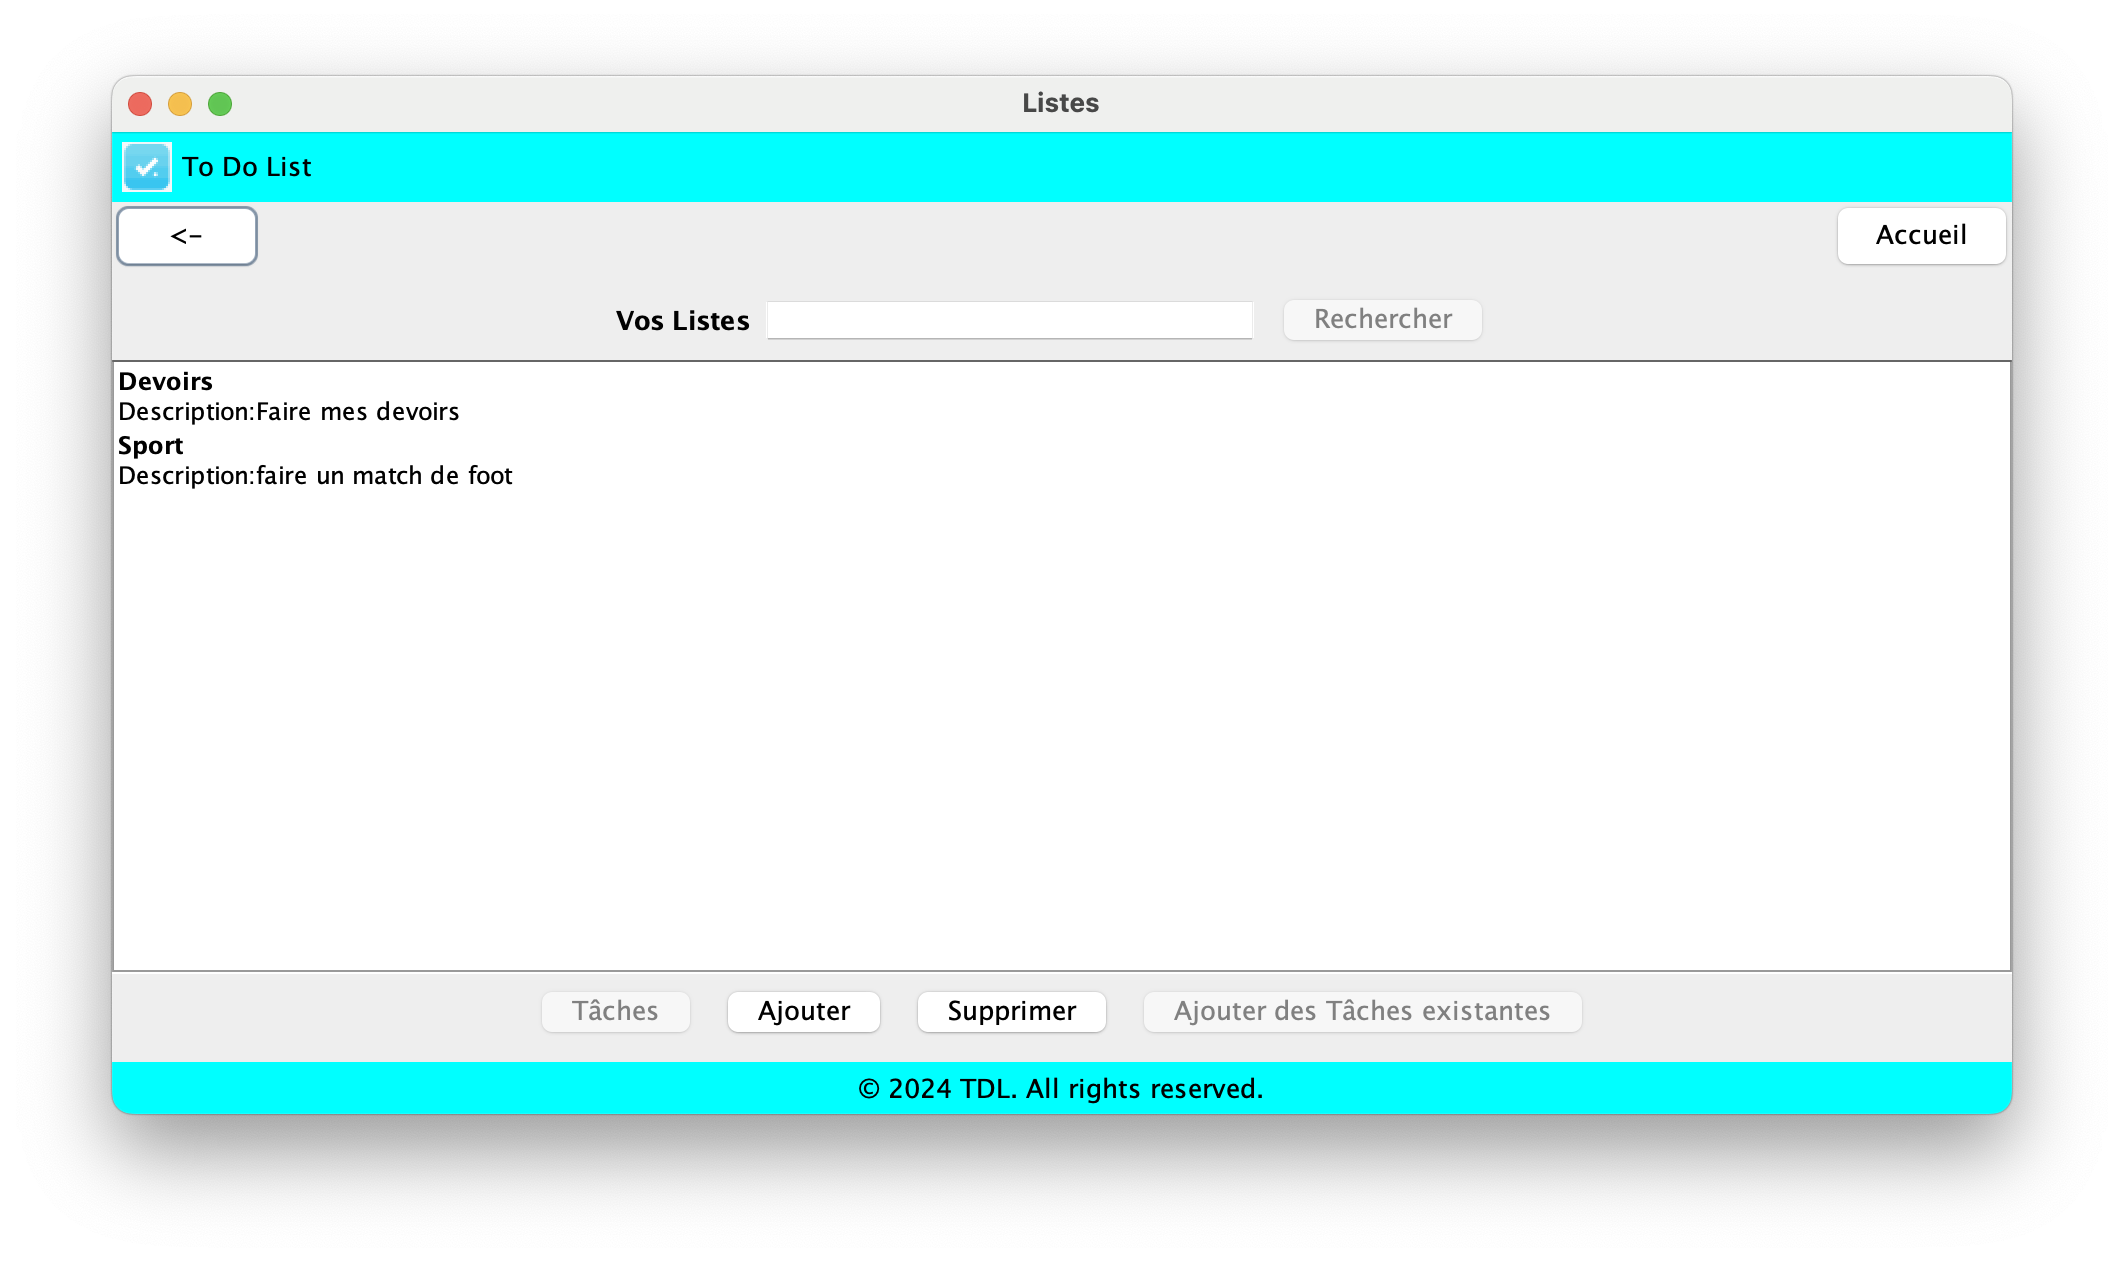 Listes
To Do List
<-
Accueil
Vos Listes
Rechercher
Devoirs
Description:Faire mes devoirs
Sport
Description:faire un match de foot
Tâches
Ajouter
Supprimer
Ajouter des Tâches existantes
© 2024 TDL. All rights reserved.